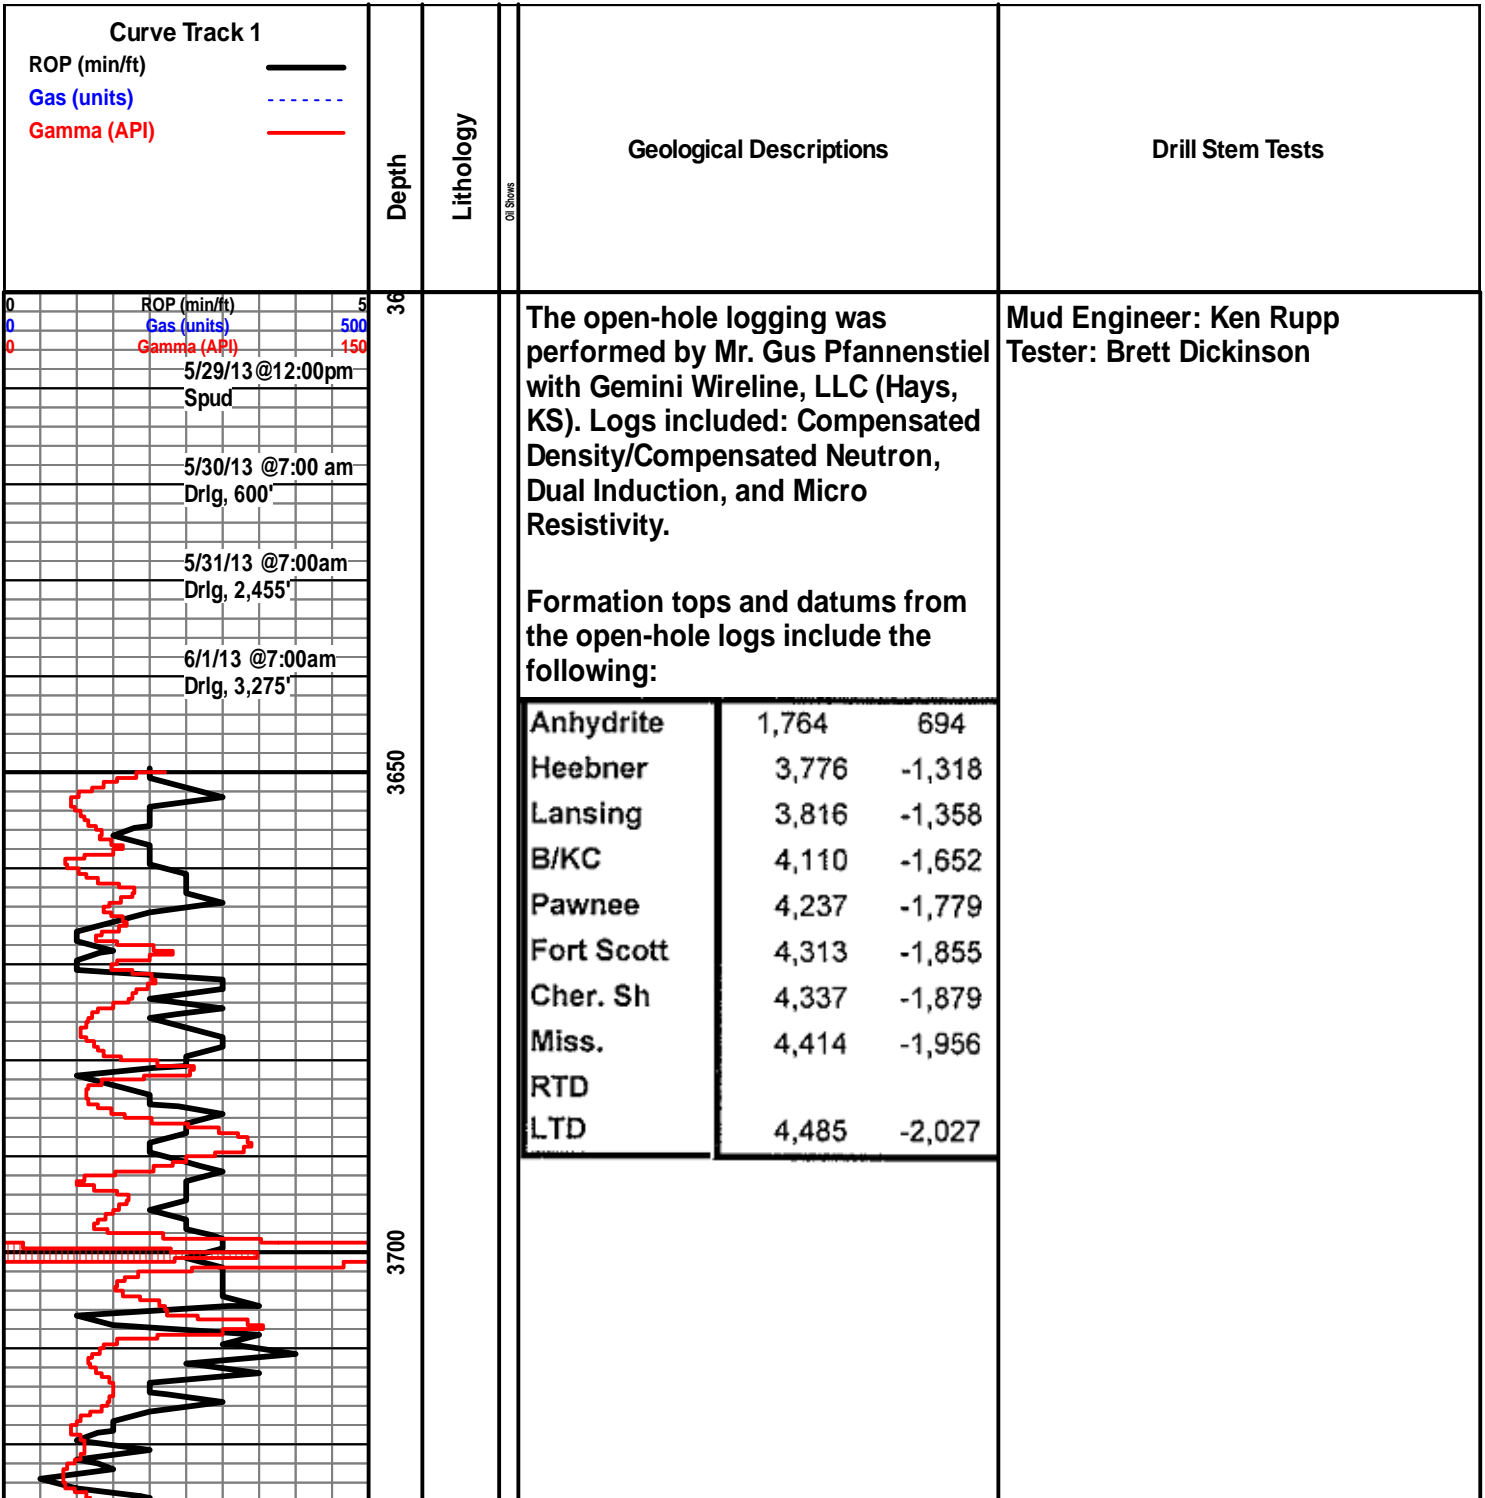 Curve Track 1
ROP (min/ft)
Gas (units)
Gamma (API)
Depth
Lithology
Oil Shows
Geological Descriptions
Drill Stem Tests
0 ROP (min/ft) 5
0 Gas (units) 500
0 Gamma (API) 150
5/29/13@12:00pm
Spud
5/30/13 @7:00 am
Drlg, 600'
5/31/13 @7:00am
Drlg, 2,455'
6/1/13 @7:00am
Drlg, 3,275'
36
3650
3700
The open-hole logging was
performed by Mr. Gus Pfannenstiel
with Gemini Wireline, LLC (Hays,
KS). Logs included: Compensated
Density/Compensated Neutron,
Dual Induction, and Micro
Resistivity.
Formation tops and datums from
the open-hole logs include the
following:
Anhydrite 1,764 694
Heebner 3,776 -1,318
Lansing 3,816 -1,358
B/KC 4,110 -1,652
Pawnee 4,237 -1,779
Fort Scott 4,313 -1,855
Cher. Sh 4,337 -1,879
Miss. 4,414 -1,956
RTD
LTD 4,485 -2,027
Mud Engineer: Ken Rupp
Tester: Brett Dickinson